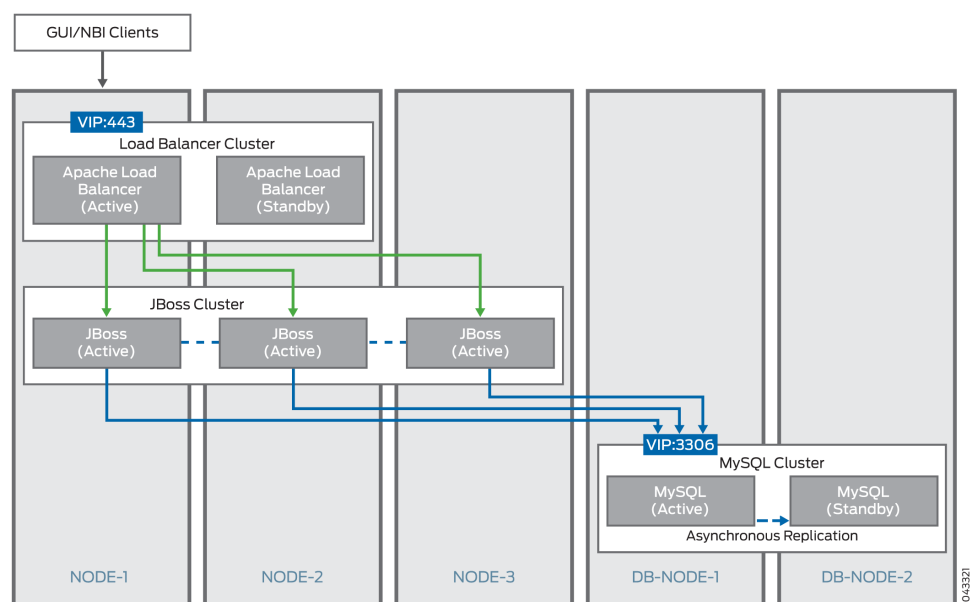 GUI/NBI Clients
VIP:443
Load Balancer Cluster
Apache Load
Balancer
(Active)
Apache Load
Balancer
(Standby)
JBoss Cluster
JBoss
(Active)
JBoss
(Active)
JBoss
(Active)
VIP:3306
MySQL Cluster
MySQL
(Active)
MySQL
(Standby)
Asynchronous Replication
NODE-1
NODE-2
NODE-3
DB-NODE-1
DB-NODE-2
043321